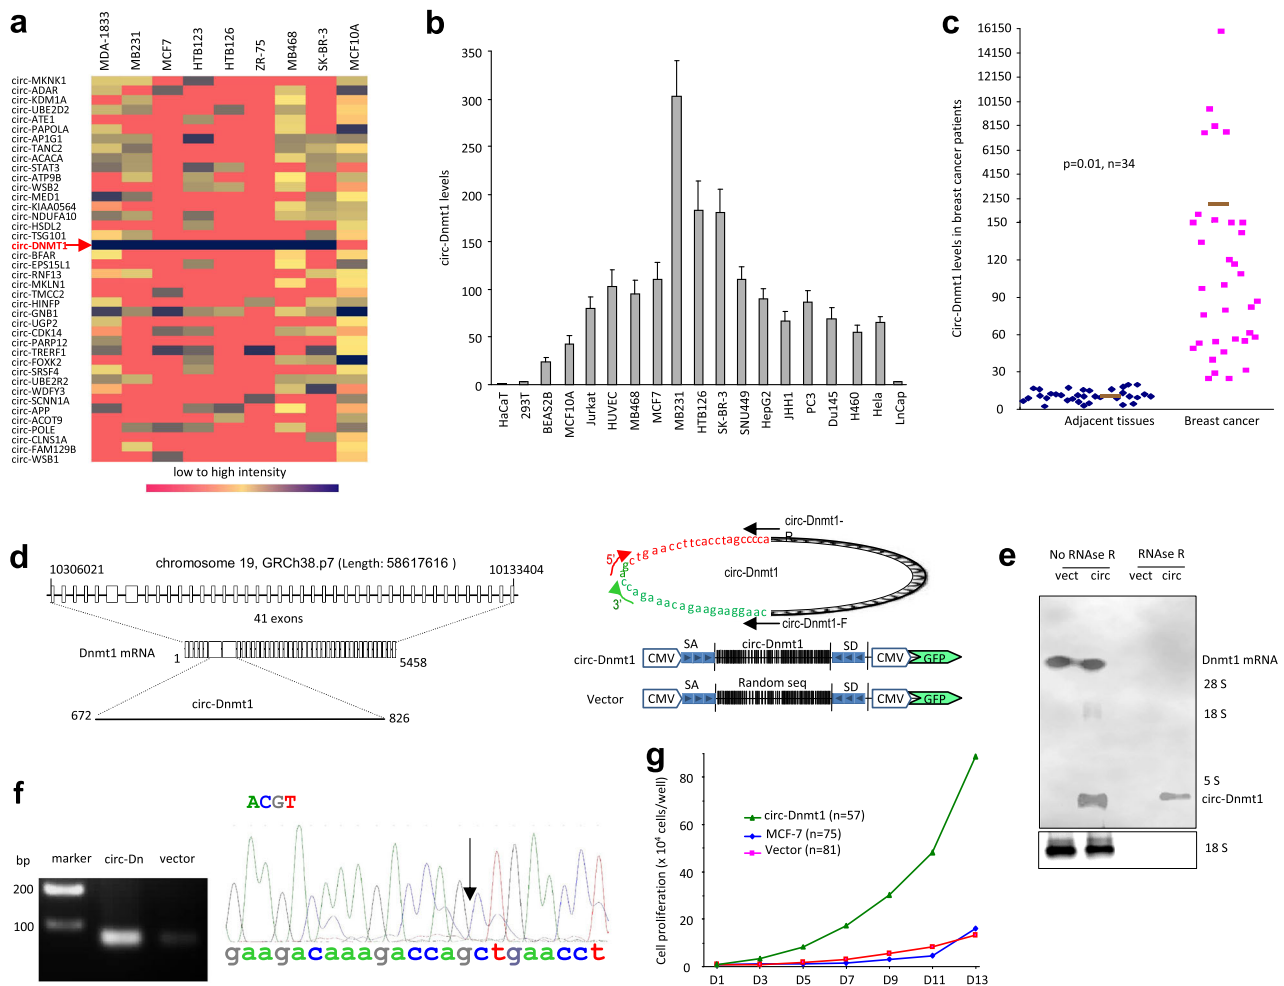 a
MDA-1833
MB231
MCF7
HTB123
HTB126
ZR-75
MB468
SK-BR-3
MCF10A
circ-MKNK1
circ-ADAR
circ-KDM1A
circ-UBE2D2
circ-ATE1
circ-PAPOLA
circ-AP1G1
circ-TANC2
circ-ACACA
circ-STAT3
circ-ATP9B
circ-WSB2
circ-MED1
circ-KIAA0564
circ-NDUFA10
circ-HSDL2
circ-TSG101
circ-DNMT1
circ-BFAR
circ-EPS15L1
circ-RNF13
circ-MKLN1
circ-TMCC2
circ-HINFP
circ-GNB1
circ-UGP2
circ-CDK14
circ-PARP12
circ-TRERF1
circ-FOXK2
circ-SRSF4
circ-UBE2R2
circ-WDFY3
circ-SCNN1A
circ-APP
circ-ACOT9
circ-POLE
circ-CLNS1A
circ-FAM129B
circ-WSB1
low to high intensity
b
circ-Dnmt1 levels
350
300
250
200
150
100
50
0
HaCaT
293T
BEAS2B
MCF10A
Jurkat
HUVEC
MB468
MCF7
MB231
HTB126
SK-BR-3
SNU449
HepG2
JHH1
PC3
Du145
H460
Hela
LnCap
c
Circ-Dnmt1 levels in breast cancer patients
16150
14150
12150
10150
8150
6150
4150
2150
150
120
90
60
30
0
p=0.01, n=34
Adjacent tissues
Breast cancer
d
chromosome 19, GRCh38.p7 (Length: 58617616 )
10306021
10133404
41 exons
Dnmt1 mRNA
1
5458
circ-Dnmt1
672
826
circ-Dnmt1-
R
5'
gctgaaccttcacctagcccca
circ-Dnmt1
a
3'
ccagaaacagaagaaggaac
circ-Dnmt1-F
SA
circ-Dnmt1
SD
circ-Dnmt1
CMV
CMV
GFP
SA
Random seq
SD
Vector
CMV
CMV
GFP
e
No RNAse R
RNAse R
vect circ
vect circ
Dnmt1 mRNA
28 S
18 S
5 S
circ-Dnmt1
18 S
f
bp
marker
circ-Dn
vector
200
100
ACGT
gaagacaaagaccagctgaacct
g
Cell proliferation (x 10⁴ cells/well)
80
60
40
20
0
circ-Dnmt1 (n=57)
MCF-7 (n=75)
Vector (n=81)
D1
D3
D5
D7
D9
D11
D13